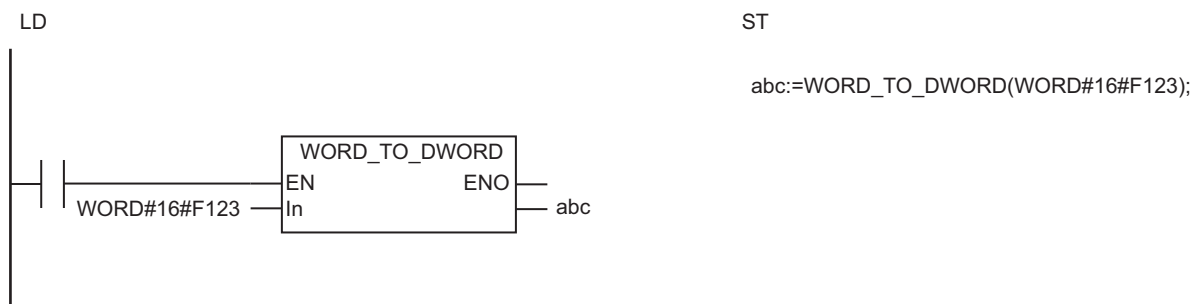 LD
ST
abc:=WORD_TO_DWORD(WORD#16#F123);
WORD_TO_DWORD
EN ENO
WORD#16#F123 In abc